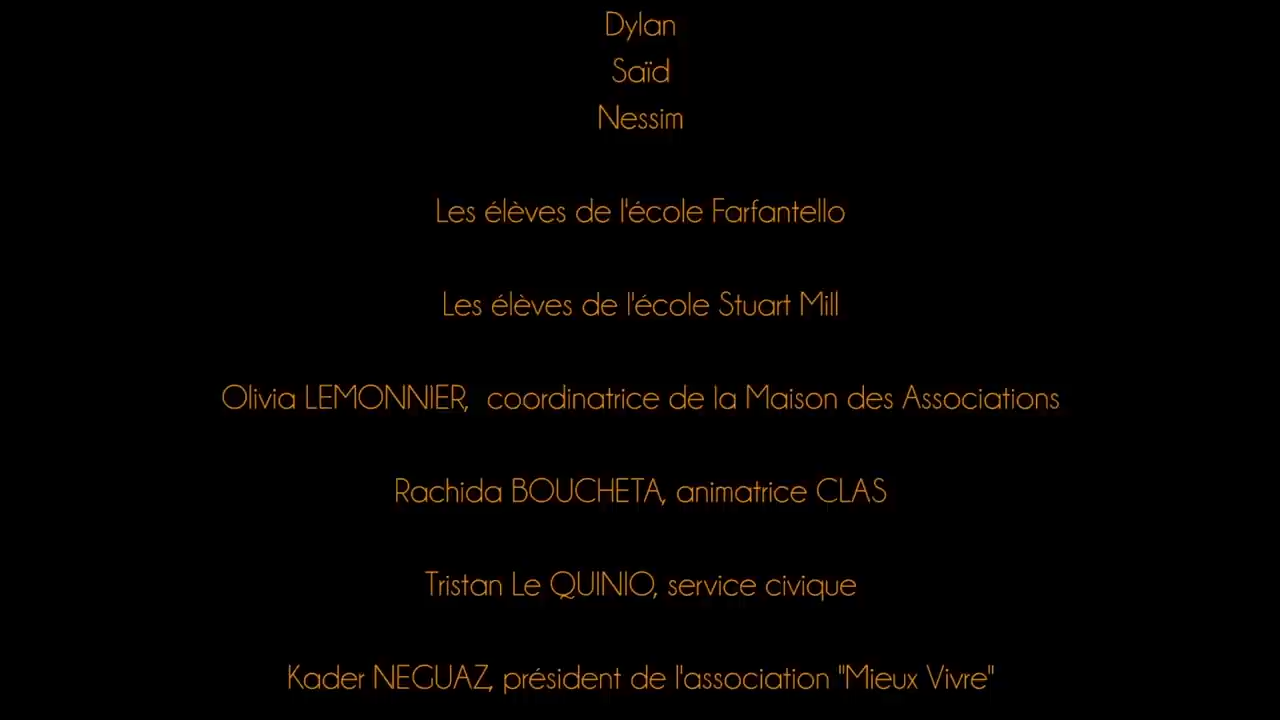 Dylan
Saïd
Nessim
Les élèves de l'école Farfantello
Les élèves de l'école Stuart Mill
Olivia LEMONNIER, coordinatrice de la Maison des Associations
Rachida BOUCHETA, animatrice CLAS
Tristan Le QUINIO, service civique
Kader NEGUAZ, président de l'association "Mieux Vivre"